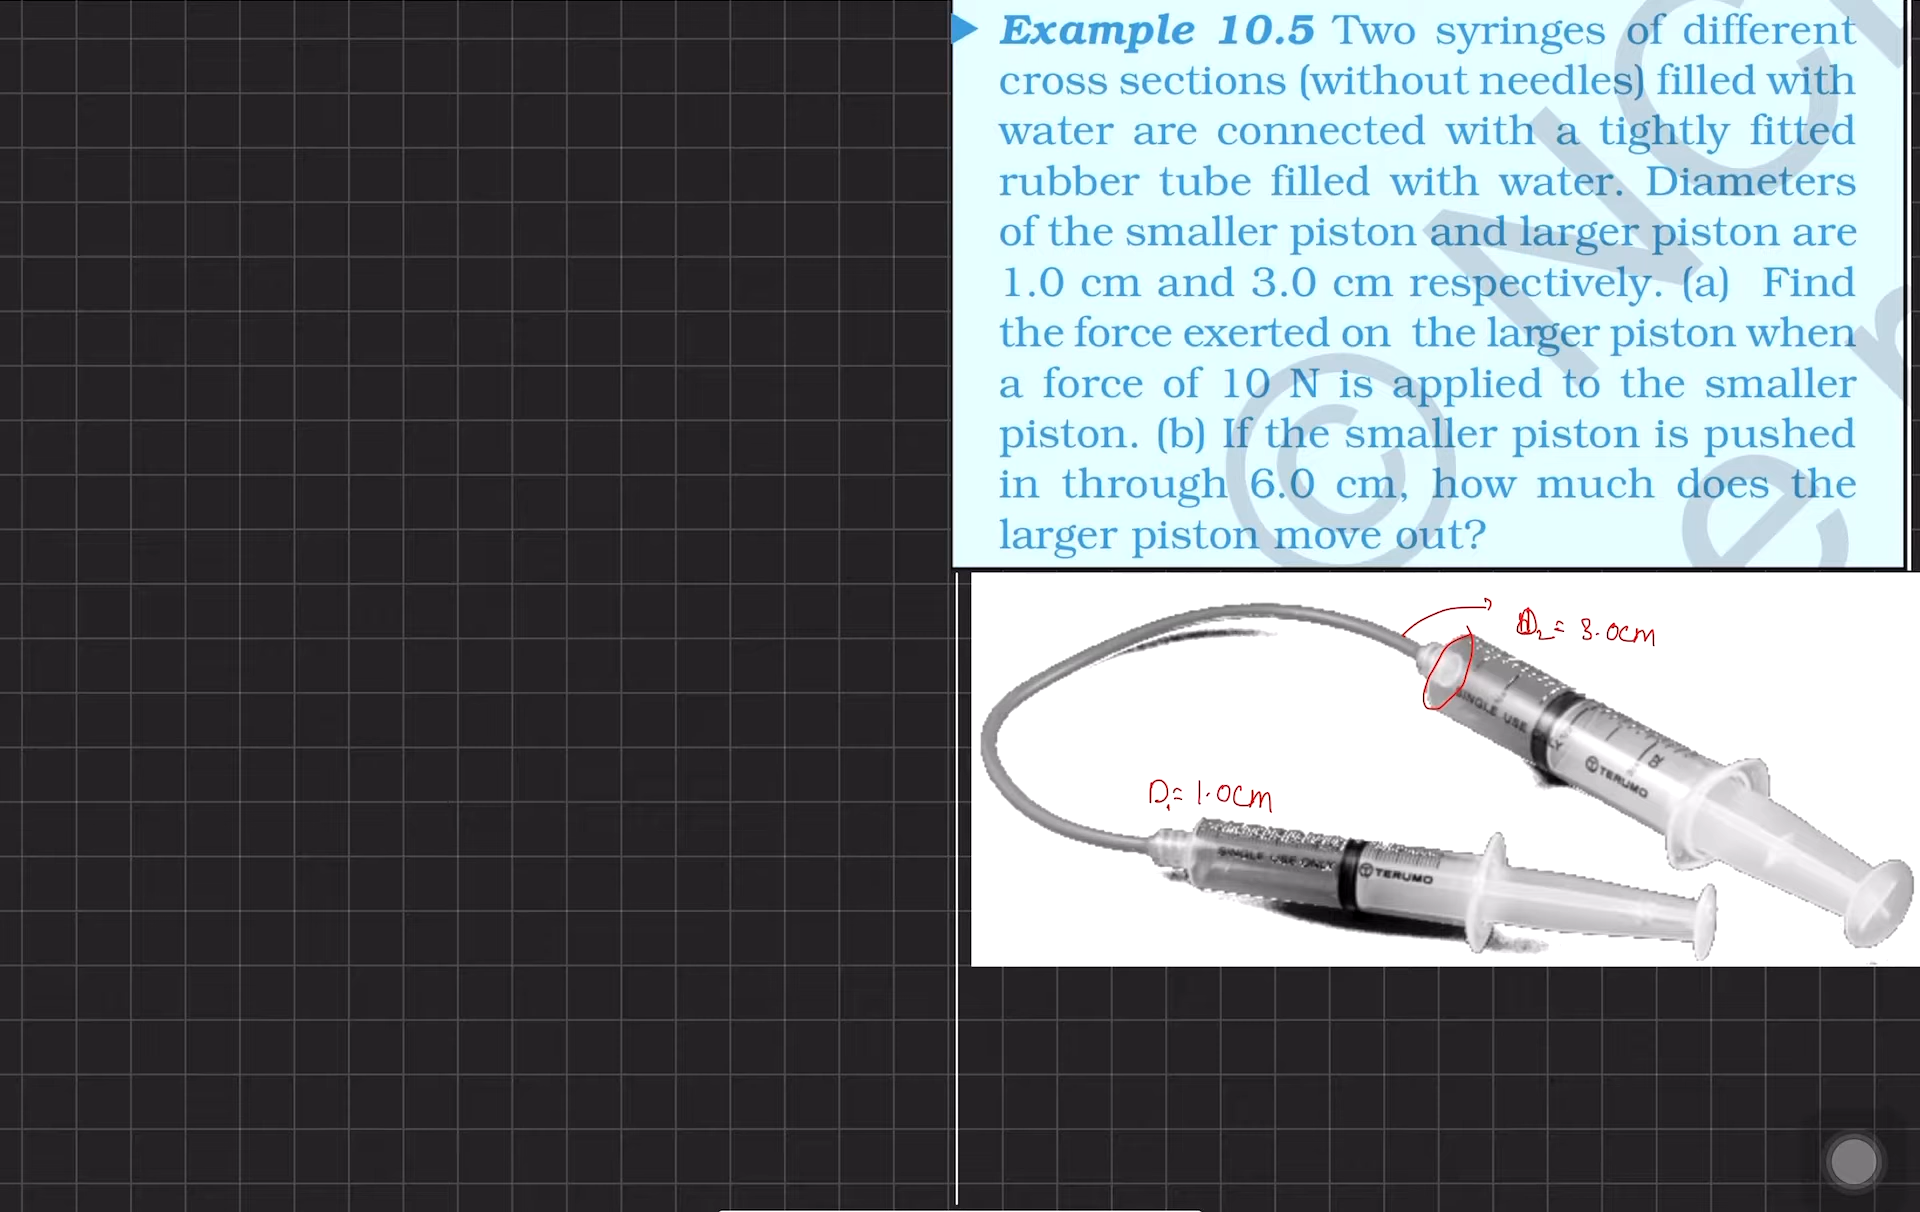 Example 10.5 Two syringes of different
cross sections (without needles) filled with
water are connected with a tightly fitted
rubber tube filled with water. Diameters
of the smaller piston and larger piston are
1.0 cm and 3.0 cm respectively. (a) Find
the force exerted on the larger piston when
a force of 10 N is applied to the smaller
piston. (b) If the smaller piston is pushed
in through 6.0 cm, how much does the
larger piston move out?
D2 = 3.0cm
SINGLE USE ONLY
TERUMO
D1 = 1.0cm
SINGLE USE ONLY
TERUMO